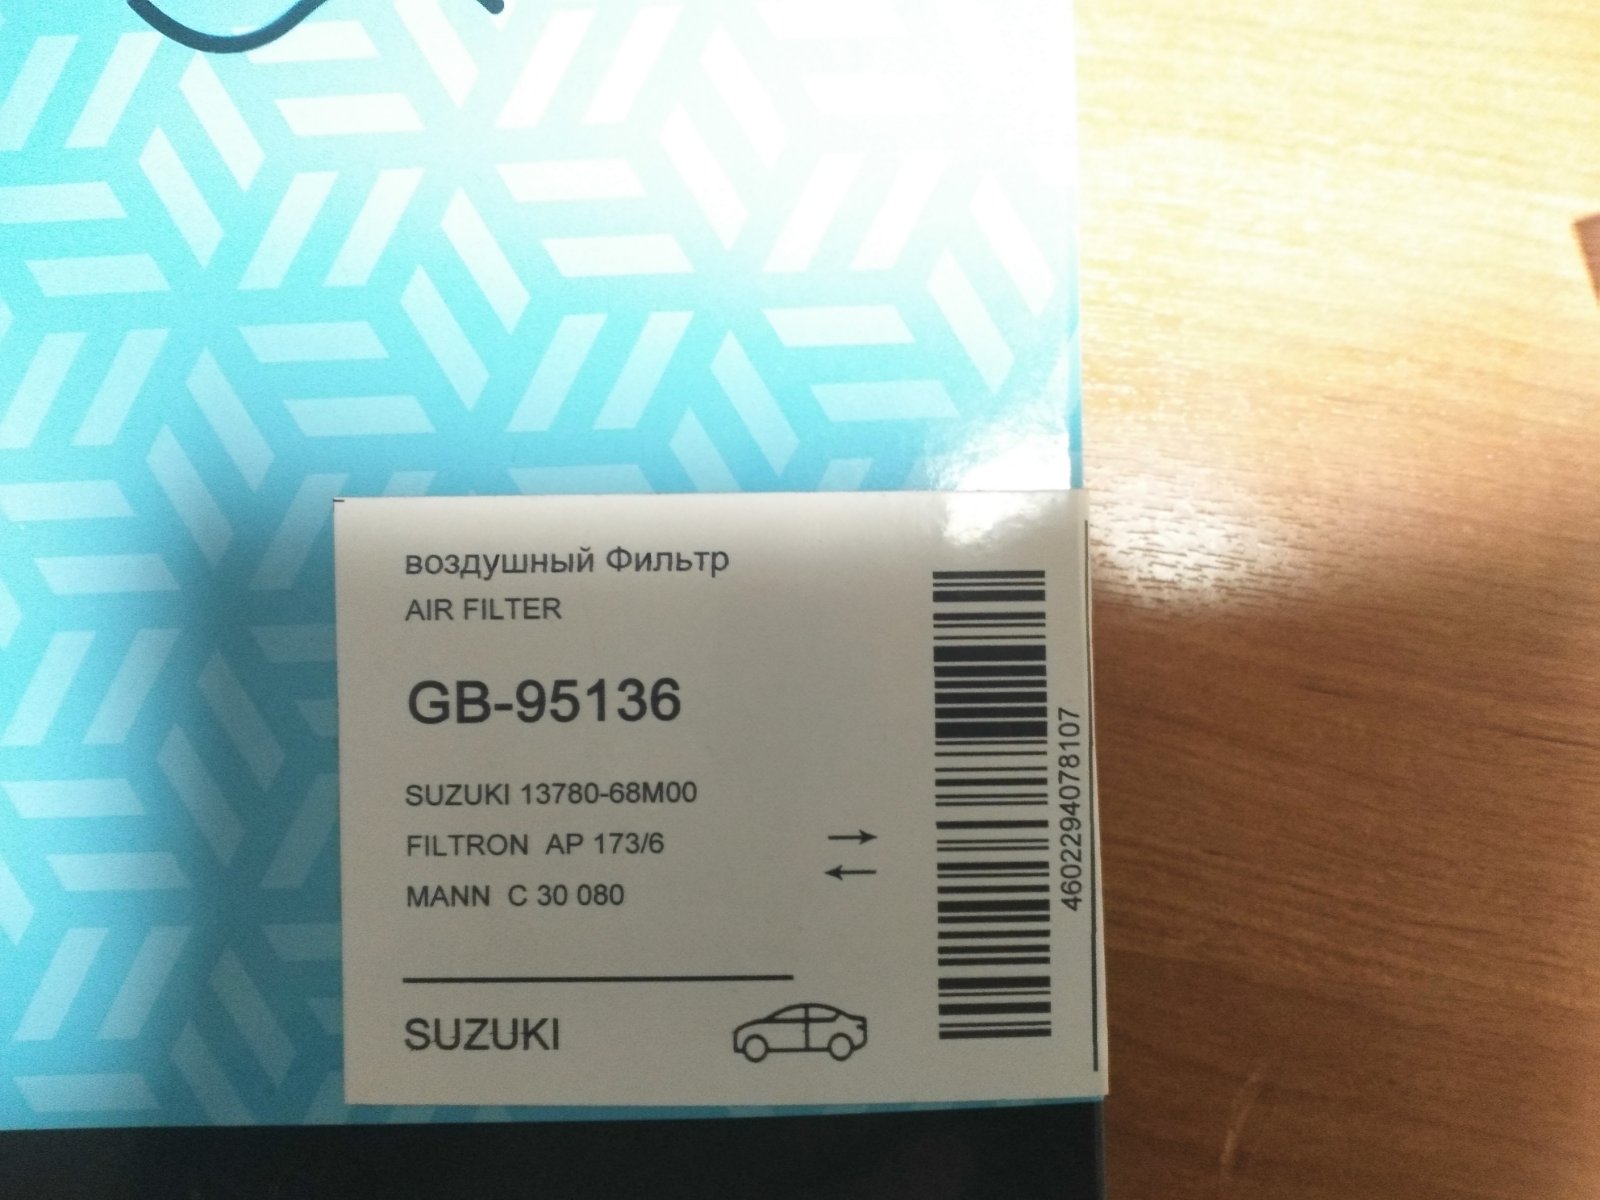 воздушный Фильтр
AIR FILTER
GB-95136
SUZUKI 13780-68M00
FILTRON AP 173/6
MANN C 30 080
SUZUKI
4602294078107